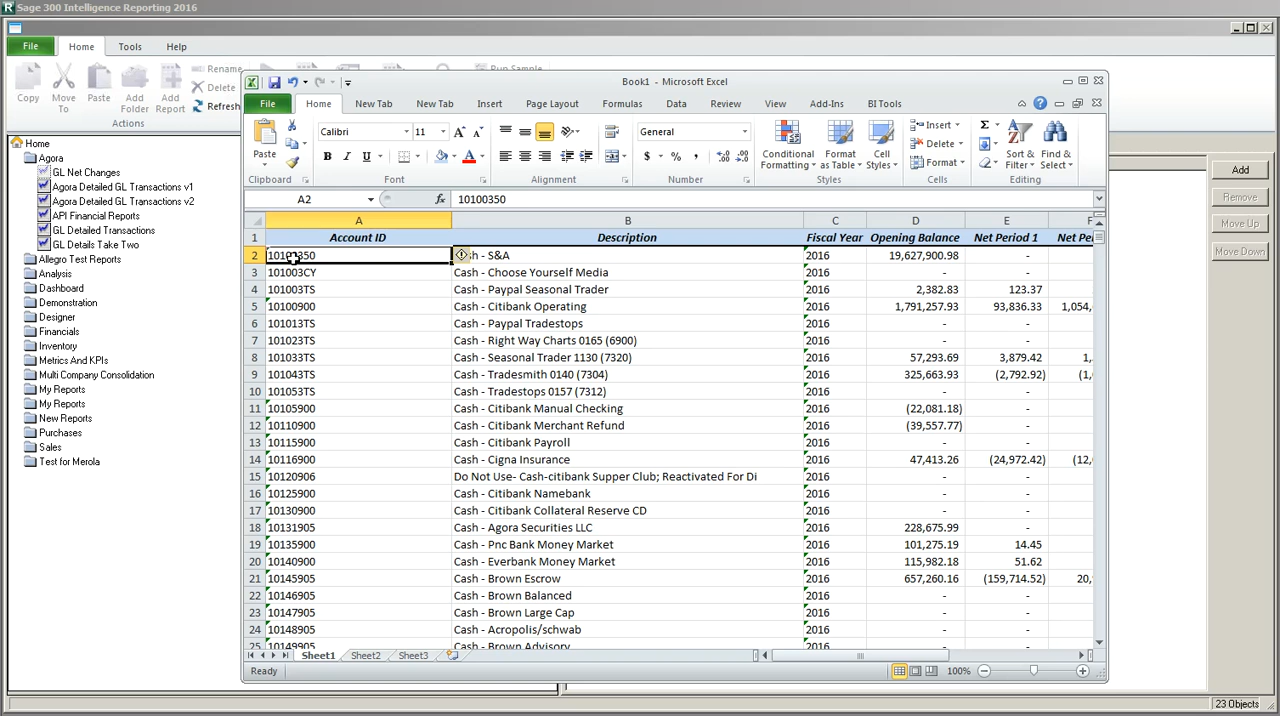 Sage 300 Intelligence Reporting 2016
File Home Tools Help
Copy Move To Paste Add Folder Add Report Rename Delete Refresh
Actions
Run Sample
Home
Agora
GL Net Changes
Agora Detailed GL Transactions v1
Agora Detailed GL Transactions v2
API Financial Reports
GL Detailed Transactions
GL Details Take Two
Allegro Test Reports
Analysis
Dashboard
Demonstration
Designer
Financials
Inventory
Metrics And KPIs
Multi Company Consolidation
My Reports
My Reports
New Reports
Purchases
Sales
Test for Merola
Book1 - Microsoft Excel
File Home New Tab New Tab Insert Page Layout Formulas Data Review View Add-Ins BI Tools
Paste Calibri 11 General Conditional Formatting Format as Table Cell Styles Insert Delete Format Sort & Filter Find & Select
Clipboard Font Alignment Number Styles Cells Editing
A2 fx 10100350
A B C D E F
1 Account ID Description Fiscal Year Opening Balance Net Period 1 Net Pe
2 2016 19,627,900.98 -
3 101003CY Cash - Choose Yourself Media 2016 - -
4 101003TS Cash - Paypal Seasonal Trader 2016 2,382.83 123.37
5 10100900 Cash - Citibank Operating 2016 1,791,257.93 93,836.33 1,054,
6 101013TS Cash - Paypal Tradestops 2016 - -
7 101023TS Cash - Right Way Charts 0165 (6900) 2016 - -
8 101033TS Cash - Seasonal Trader 1130 (7320) 2016 57,293.69 3,879.42 1,
9 101043TS Cash - Tradesmith 0140 (7304) 2016 325,663.93 (2,792.92) (1,
10 101053TS Cash - Tradestops 0157 (7312) 2016 - -
11 10105900 Cash - Citibank Manual Checking 2016 (22,081.18) -
12 10110900 Cash - Citibank Merchant Refund 2016 (39,557.77) -
13 10115900 Cash - Citibank Payroll 2016 - -
14 10116900 Cash - Cigna Insurance 2016 47,413.26 (24,972.42) (12,
15 10120906 Do Not Use- Cash-citibank Supper Club; Reactivated For Di 2016 - -
16 10125900 Cash - Citibank Namebank 2016 - -
17 10130900 Cash - Citibank Collateral Reserve CD 2016 - -
18 10131905 Cash - Agora Securities LLC 2016 228,675.99 -
19 10135900 Cash - Pnc Bank Money Market 2016 101,275.19 14.45
20 10140900 Cash - Everbank Money Market 2016 115,982.18 51.62
21 10145905 Cash - Brown Escrow 2016 657,260.16 (159,714.52) 20,
22 10146905 Cash - Brown Balanced 2016 - -
23 10147905 Cash - Brown Large Cap 2016 - -
24 10148905 Cash - Acropolis/schwab 2016 - -
25 10149905 Cash - Brown Advisory 2016 - -
Sheet1 Sheet2 Sheet3
Ready 100%
Add
Remove
Move Up
Move Down
23 Objects